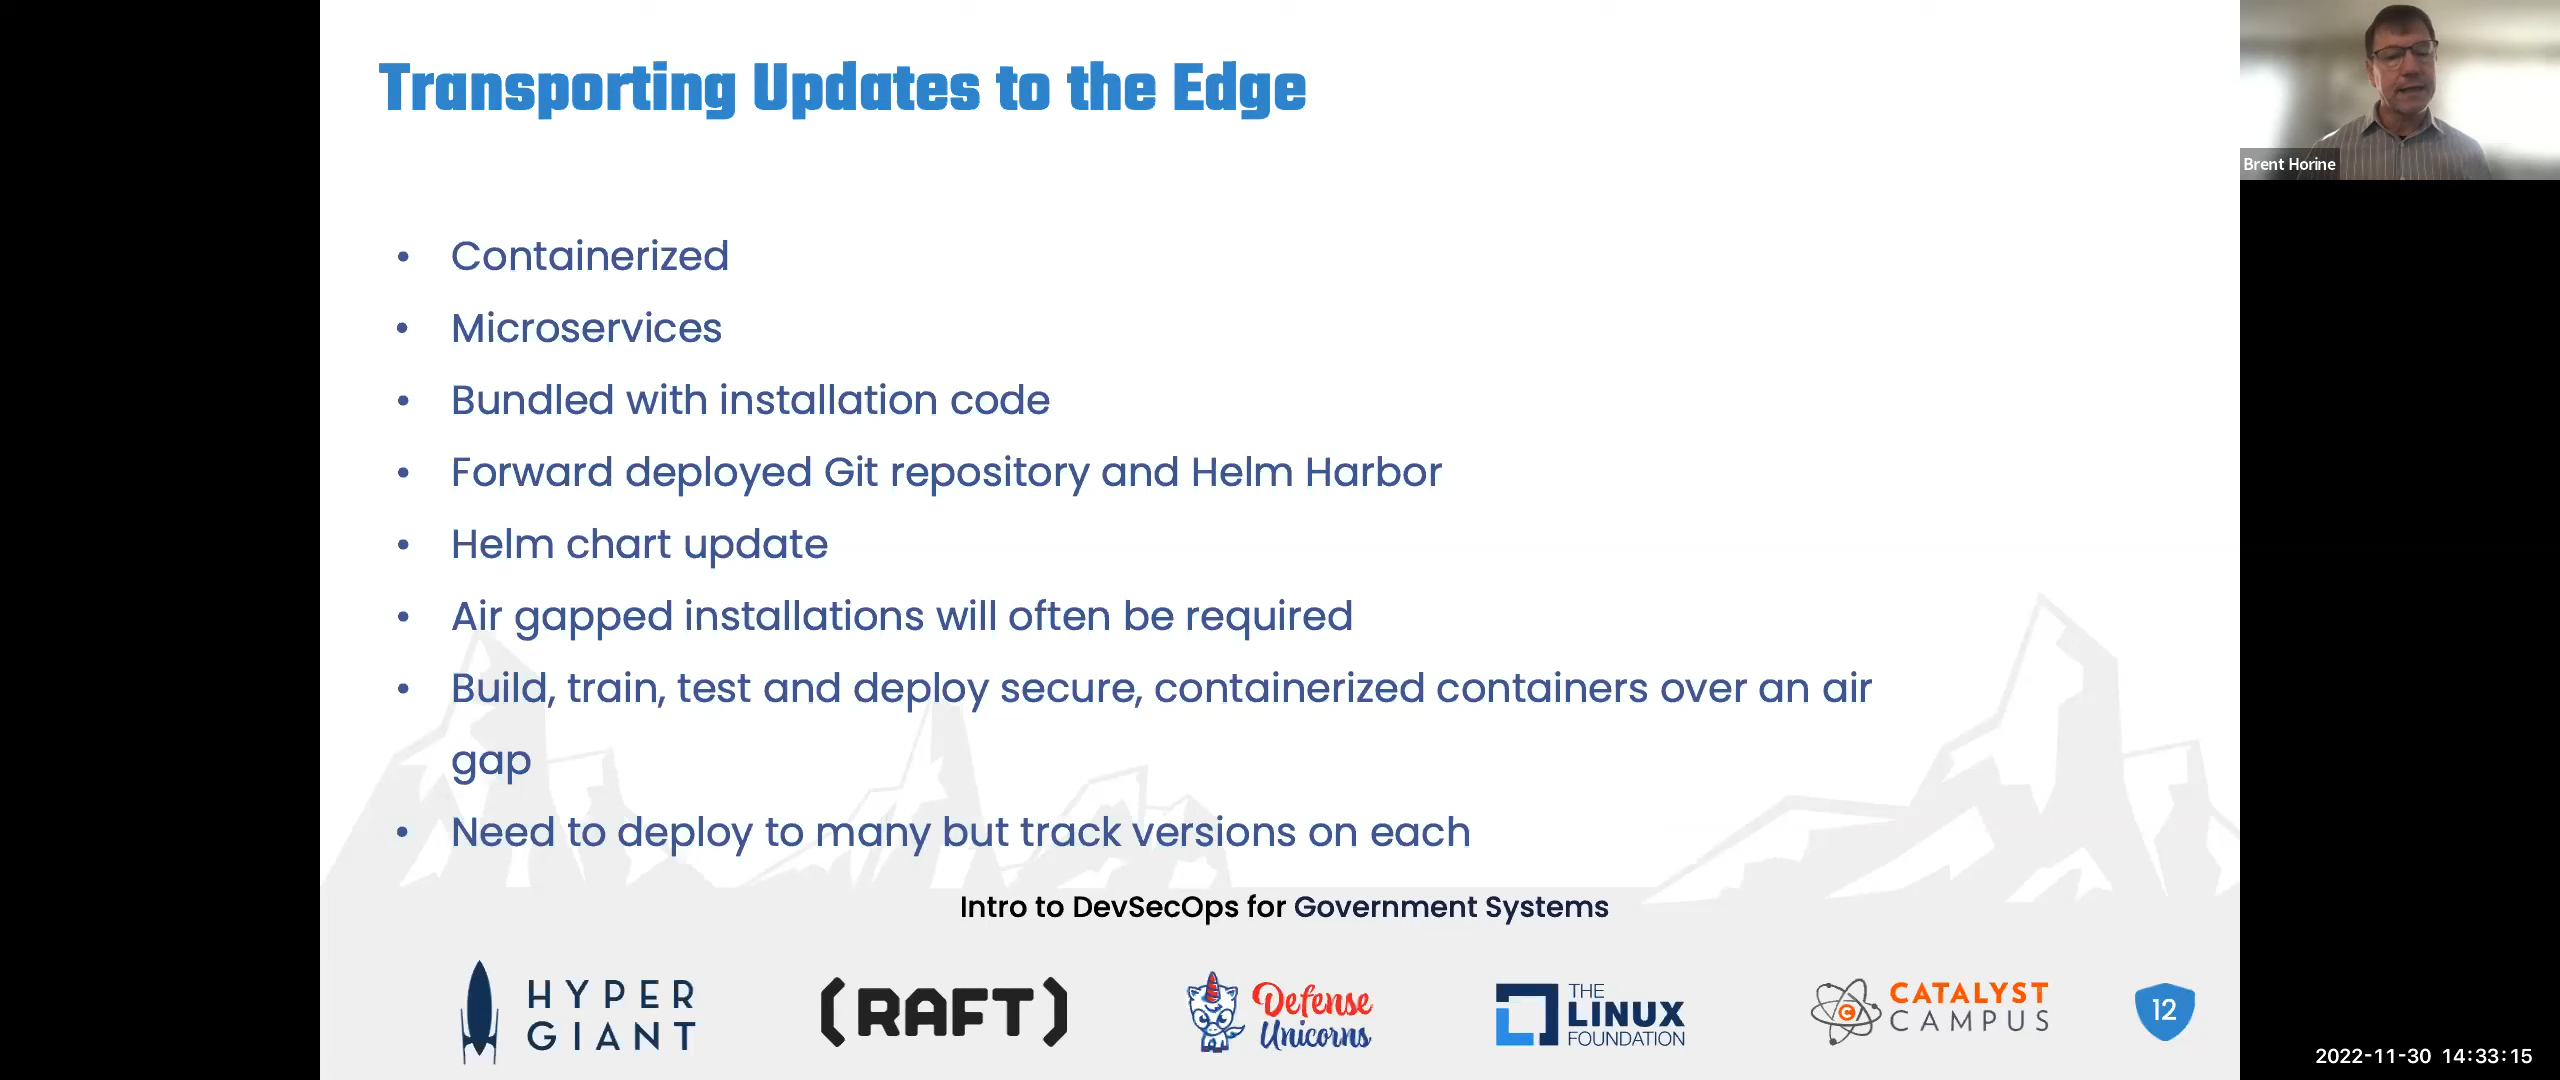 Transporting Updates to the Edge
Brent Horine
• Containerized
• Microservices
• Bundled with installation code
• Forward deployed Git repository and Helm Harbor
• Helm chart update
• Air gapped installations will often be required
• Build, train, test and deploy secure, containerized containers over an air
gap
• Need to deploy to many but track versions on each
Intro to DevSecOps for Government Systems
HYPER
GIANT
(RAFT)
Defense
Unicorns
THE
LINUX
FOUNDATION
C
CATALYST
CAMPUS
12
2022-11-30 14:33:15